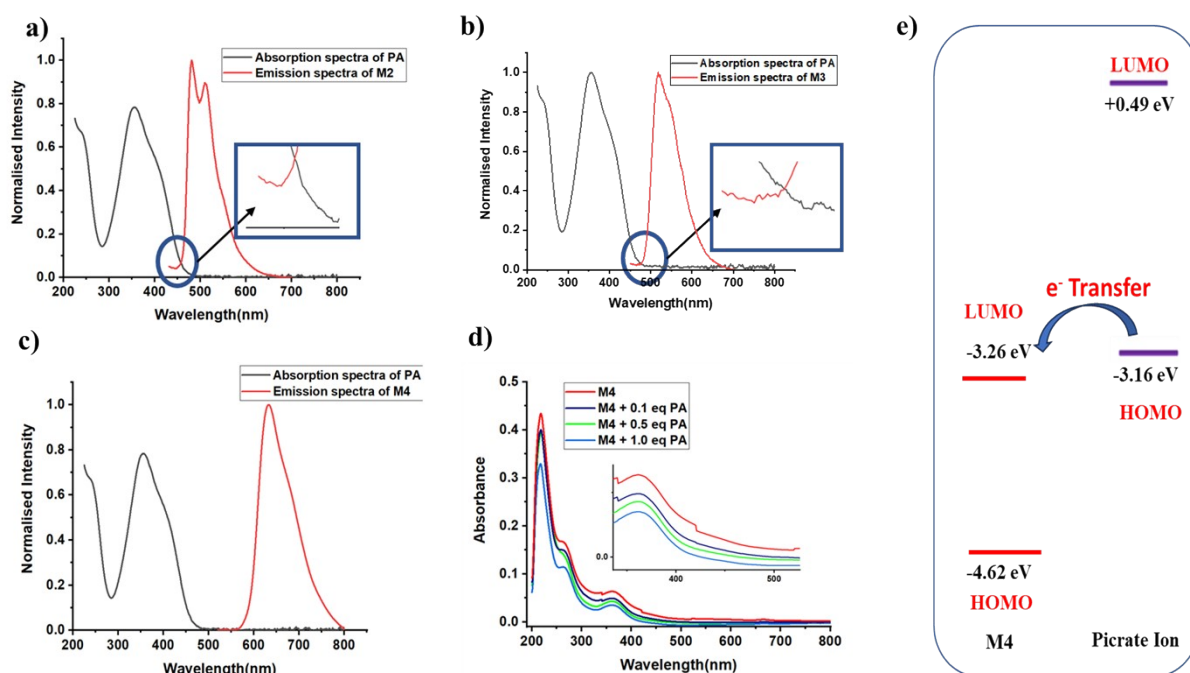 a)
Absorption spectra of PA
Emission spectra of M2
Normalised Intensity
1.0
0.8
0.6
0.4
0.2
0.0
200 300 400 500 600 700 800
Wavelength(nm)
b)
Absorption spectra of PA
Emission spectra of M3
Normalised Intensity
1.0
0.8
0.6
0.4
0.2
0.0
200 300 400 500 600 700 800
Wavelength(nm)
c)
Absorption spectra of PA
Emission spectra of M4
Normalised Intensity
1.0
0.8
0.6
0.4
0.2
0.0
200 300 400 500 600 700 800
Wavelength(nm)
d)
M4
M4 + 0.1 eq PA
M4 + 0.5 eq PA
M4 + 1.0 eq PA
Absorbance
0.5
0.4
0.3
0.2
0.1
0.0
0.0
400 500
200 300 400 500 600 700 800
Wavelength(nm)
e)
LUMO
+0.49 eV
e⁻ Transfer
LUMO
-3.26 eV
-3.16 eV
HOMO
-4.62 eV
HOMO
M4 Picrate Ion